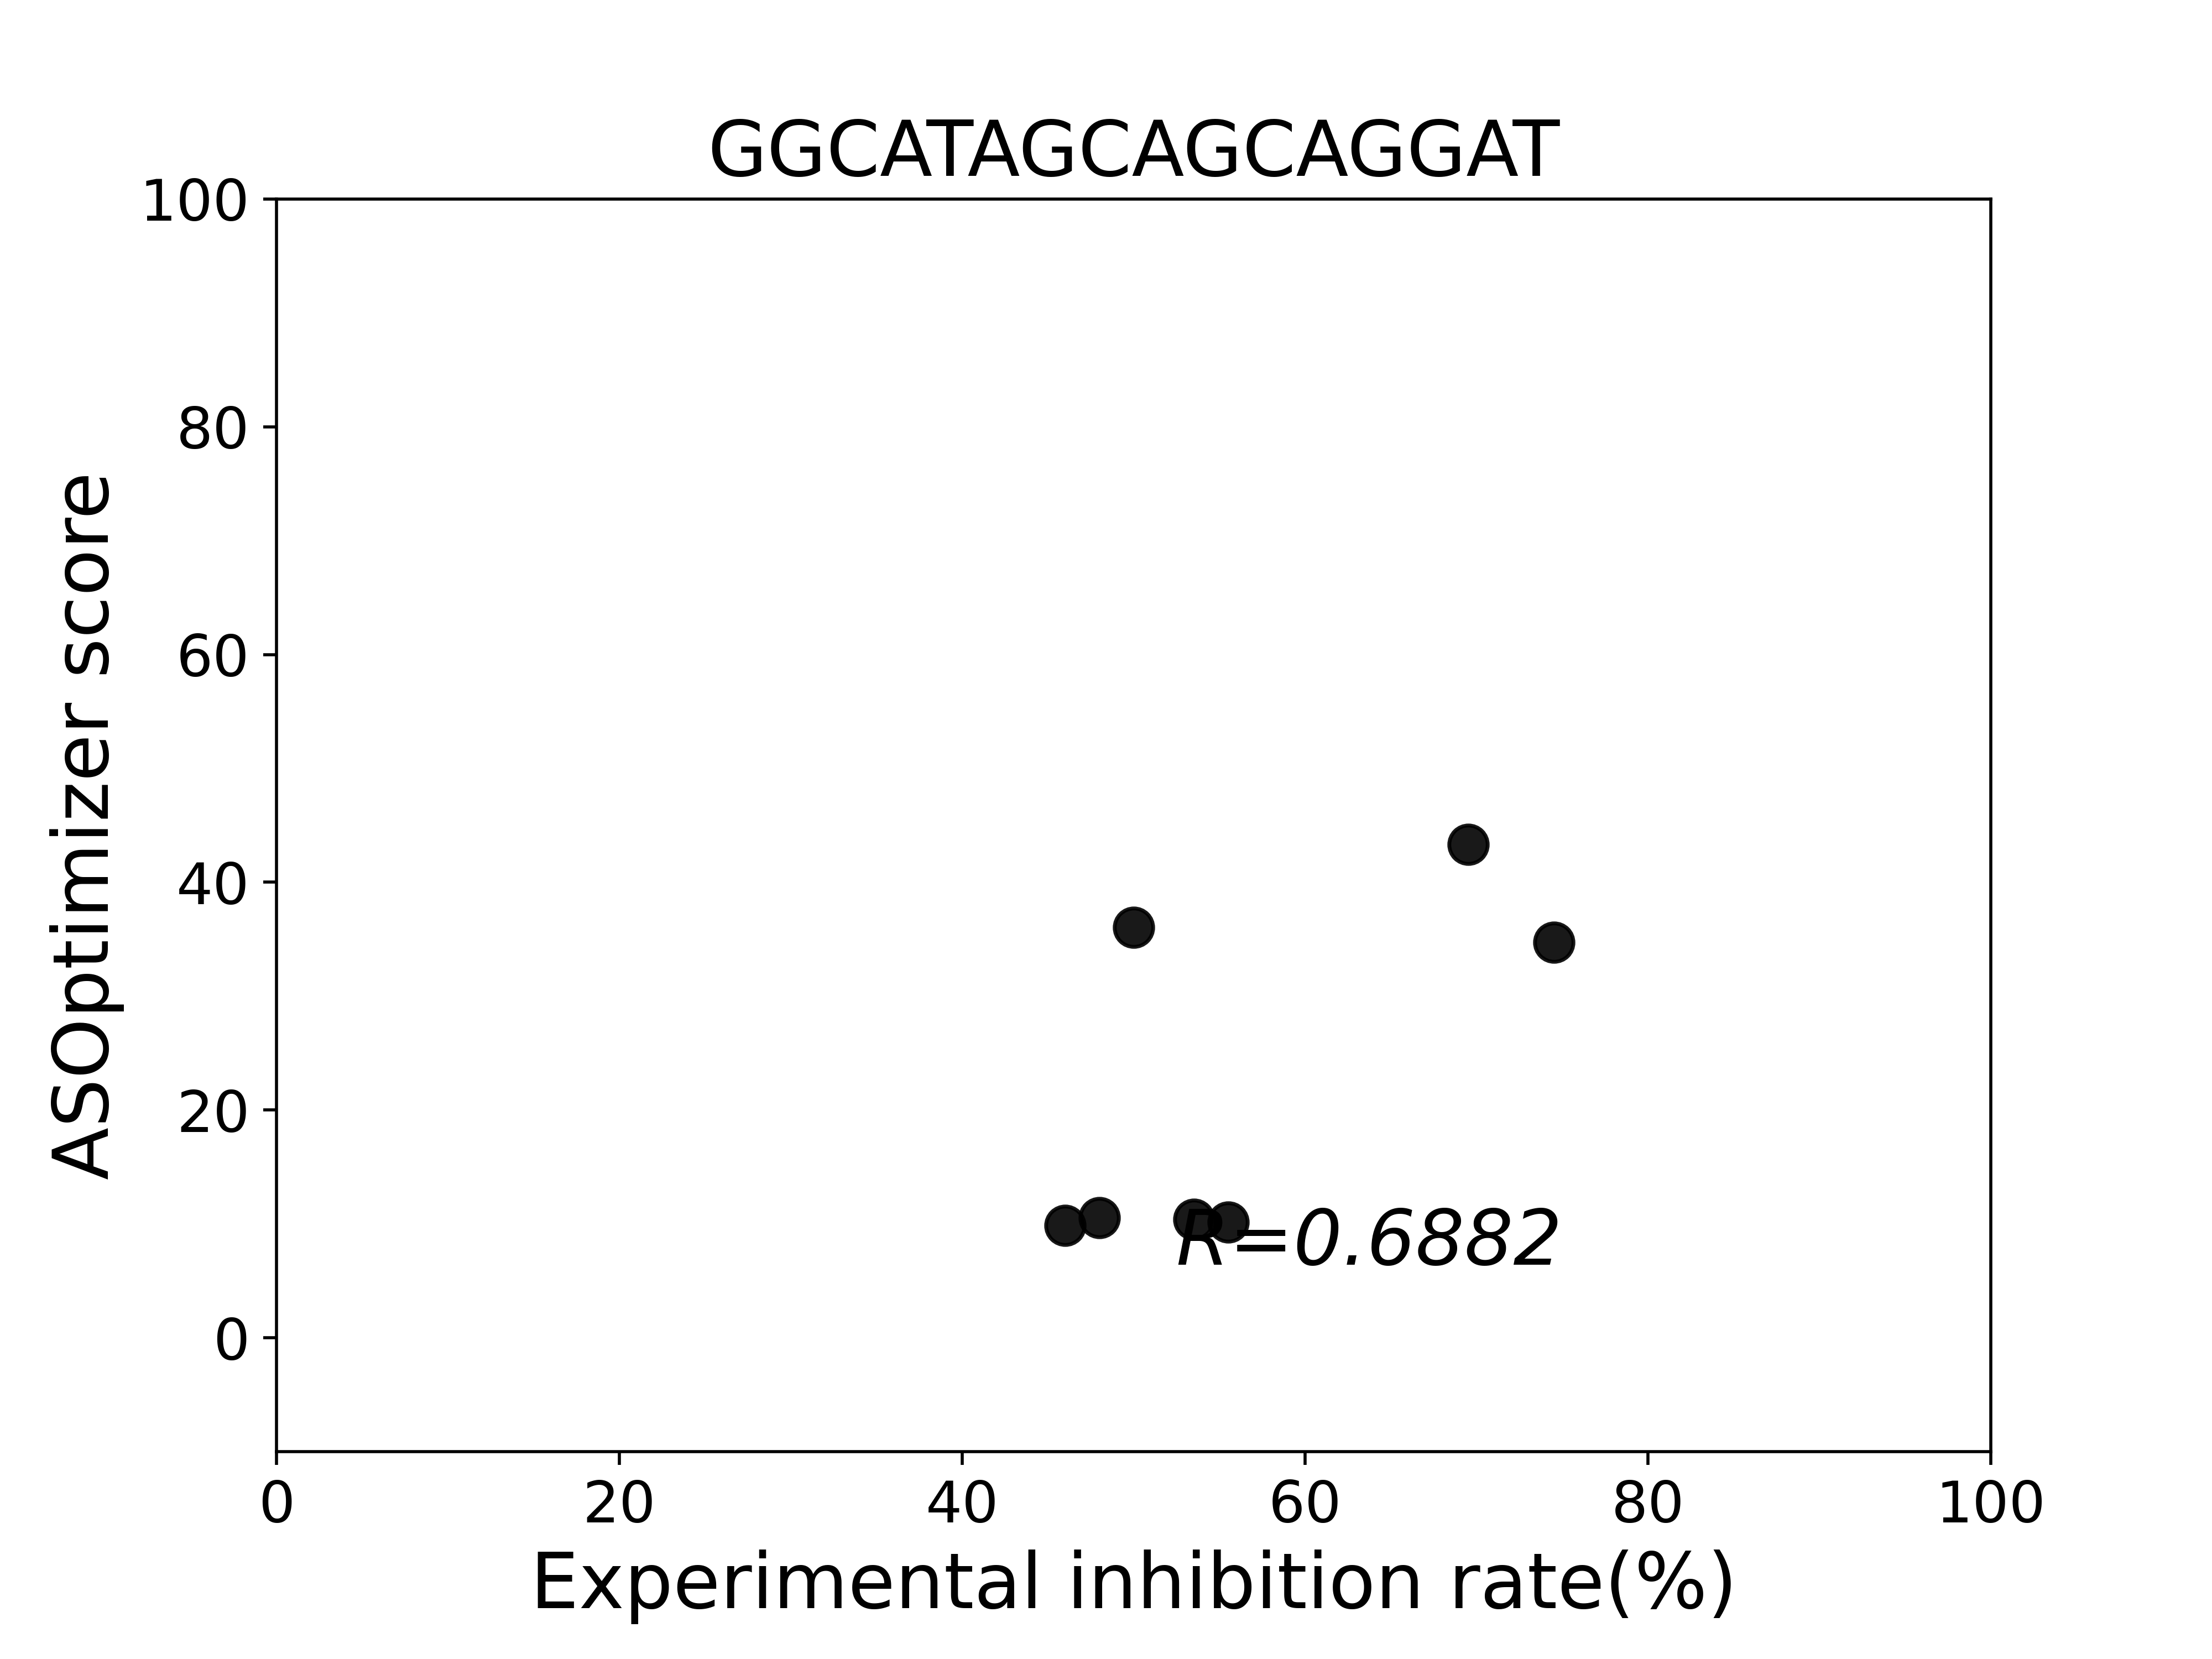 GGCATAGCAGCAGGAT
100
80
60
40
20
0
ASOptimizer score
R=0.6882
0 20 40 60 80 100
Experimental inhibition rate(%)